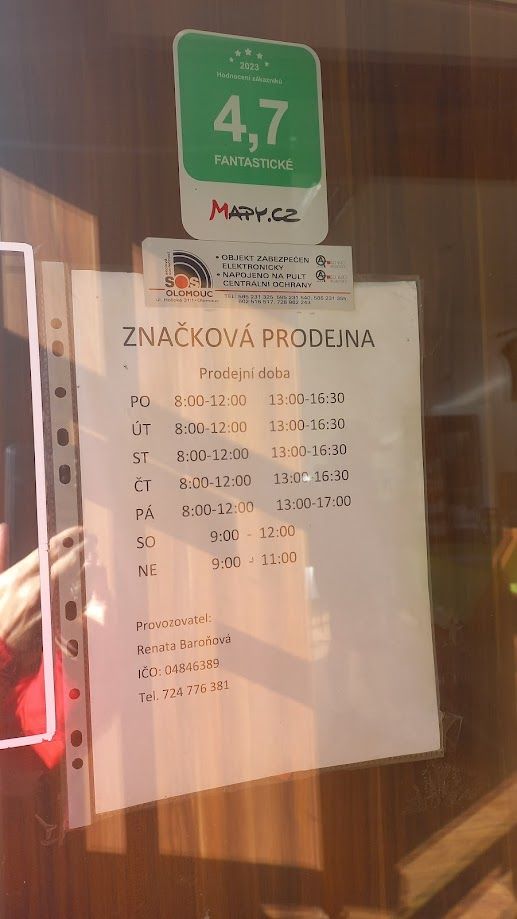 2023
Hodnocení zákazníků
4,7
FANTASTICKÉ
MAPY.CZ
SOS
OLOMOUC
• OBJEKT ZABEZPEČEN
ELEKTRONICKY
• NAPOJENO NA PULT
CENTRÁLNÍ OCHRANY
ZNAČKOVÁ PRODEJNA
Prodejní doba
PO 8:00-12:00 13:00-16:30
ÚT 8:00-12:00 13:00-16:30
ST 8:00-12:00 13:00-16:30
ČT 8:00-12:00 13:00-16:30
PÁ 8:00-12:00 13:00-17:00
SO 9:00 - 12:00
NE 9:00 - 11:00
Provozovatel:
Renata Baroňová
IČO: 04846389
Tel. 724 776 381